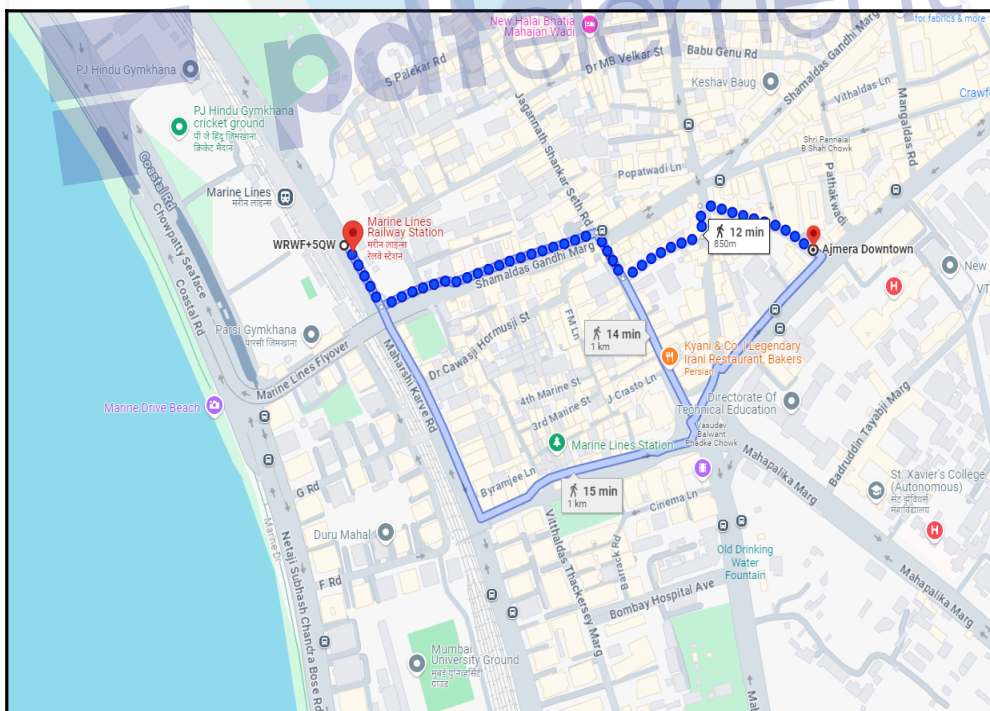 for fabrics & more
New Halai Bhatia
Mahajan Wadi
Babu Genu Rd
Dr MB Velkar St
S Palekar Rd
PJ Hindu Gymkhana
Keshav Baug
Shamaldas Gandhi Marg
Vithaldas Ln
Mangaldas Rd
Crawf
Jagannath Shankar Seth Rd
PJ Hindu Gymkhana
cricket ground
पी जे हिंदू जिमखाना
क्रिकेट मैदान
Shri Pannalal
B Shah Chowk
Popatwadi Ln
Pathakwadi
Coastal Rd
Chowpatty Seaface
Coastal Rd
Marine Lines
मरीन लाइन्स
Marine Lines
Railway Station
मरीन लाइन्स
रेलवे स्टेशन
WRWF+5QW
12 min
850m
Ajmera Downtown
Shamaldas Gandhi Marg
New
VIT
H
Parsi Gymkhana
पारसी जिमखाना
Marine Lines Flyover
Maharshi Karve Rd
Dr Cawasji Hormusji St
FM Ln
14 min
1 km
Kyani & Co | Legendary
Irani Restaurant, Bakers
Persian
4th Marine St
J Crasto Ln
3rd Marine St
Directorate Of
Technical Education
Marine Drive Beach
Vasudev
Balwant
Phadke Chowk
Marine Lines Station
Badruddin Tayabji Marg
Mahapalika Marg
Byramjee Ln
15 min
1 km
Cinema Ln
St. Xavier's College
(Autonomous)
सेंट झेवियर्स
महाविद्यालय
G Rd
H
Duru Mahal
Marine Dr
Netaji Subhash Chandra Bose Rd
F Rd
Vitthaldas Thackersey Marg
Barrack Rd
Old Drinking
Water
Fountain
Bombay Hospital Ave
Mahapalika Marg
Mumbai
University Ground
मुंबई युनिव्हर्सिटी
ग्राउंड